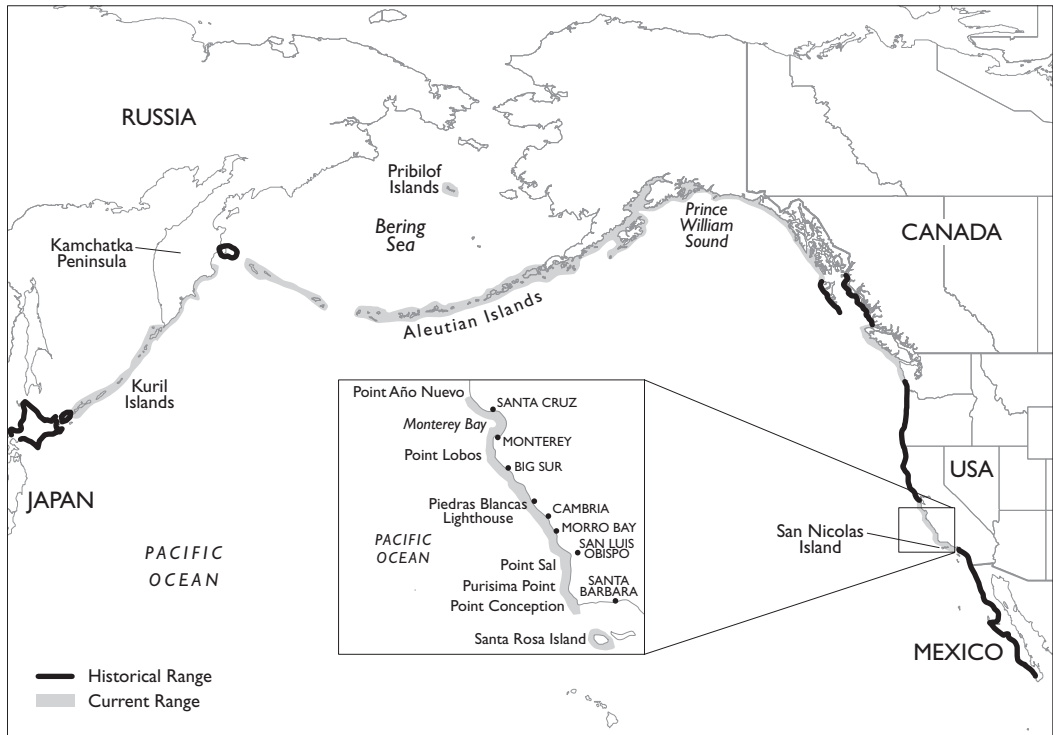 RUSSIA
Pribilof
Islands
Bering
Sea
Prince
William
Sound
Kamchatka
Peninsula
CANADA
Aleutian Islands
Kuril
Islands
JAPAN
PACIFIC
OCEAN
USA
San Nicolas
Island
MEXICO
Point Año Nuevo
SANTA CRUZ
Monterey Bay
MONTEREY
Point Lobos
BIG SUR
Piedras Blancas
Lighthouse
CAMBRIA
MORRO BAY
PACIFIC
OCEAN
SAN LUIS
OBISPO
Point Sal
Purisima Point
SANTA
BARBARA
Point Conception
Santa Rosa Island
Historical Range
Current Range